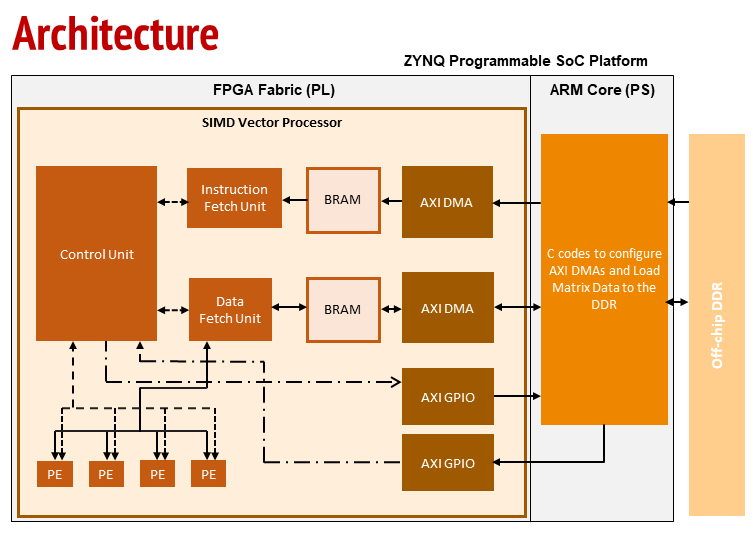 Architecture
ZYNQ Programmable SoC Platform
FPGA Fabric (PL)
ARM Core (PS)
SIMD Vector Processor
Control Unit
Instruction
Fetch Unit
BRAM
AXI DMA
Data
Fetch Unit
BRAM
AXI DMA
C codes to configure
AXI DMAs and Load
Matrix Data to the
DDR
Off-chip DDR
AXI GPIO
AXI GPIO
PE
PE
PE
PE